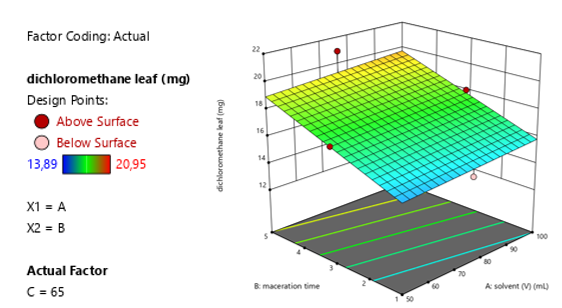 Factor Coding: Actual
dichloromethane leaf (mg)
Design Points:
Above Surface
Below Surface
13,89 20,95
X1 = A
X2 = B
Actual Factor
C = 65
dichloromethane leaf (mg)
22
20
18
16
14
12
5
4
3
2
1
50
60
70
80
90
100
B: maceration time
A: solvent (V) (mL)